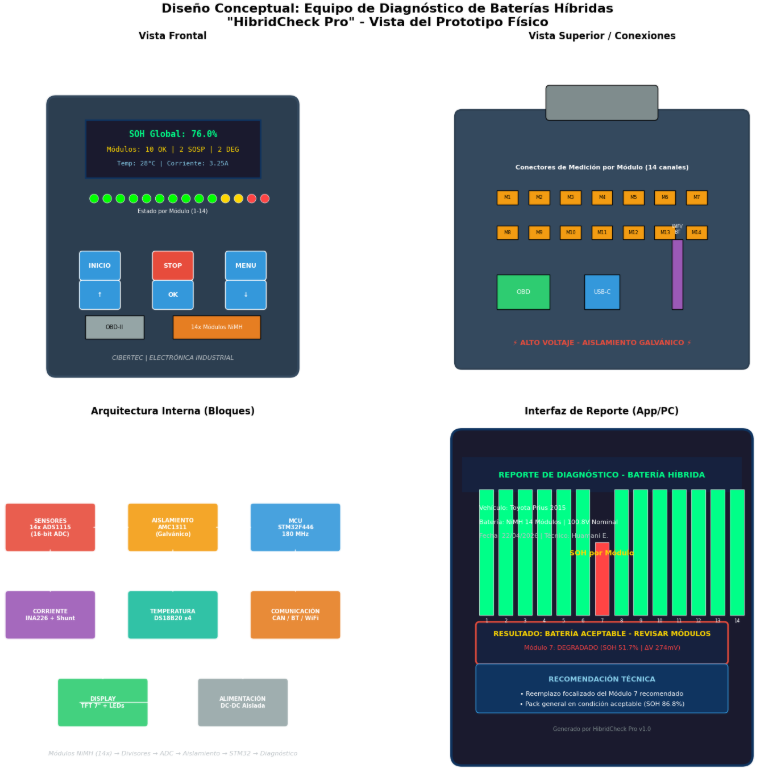 Diseño Conceptual: Equipo de Diagnóstico de Baterías Híbridas
"HibridCheck Pro" - Vista del Prototipo Físico
Vista Frontal
SOH Global: 76.0%
Módulos: 10 OK | 2 SOSP | 2 DEG
Temp: 28°C | Corriente: 3.25A
Estado por Módulo (1-14)
INICIO STOP MENU
↑ OK ↓
OBD-II 14x Módulos NiMH
CIBERTEC | ELECTRÓNICA INDUSTRIAL
Vista Superior / Conexiones
Conectores de Medición por Módulo (14 canales)
M1 M2 M3 M4 M5 M6 M7
M8 M9 M10 M11 M12 M13 M14
OBD USB-C
⚡ ALTO VOLTAJE - AISLAMIENTO GALVÁNICO ⚡
Arquitectura Interna (Bloques)
SENSORES
14x ADS1115
(16-bit ADC)
AISLAMIENTO
AMC1311
(Galvánico)
MCU
STM32F446
180 MHz
CORRIENTE
INA226 + Shunt
TEMPERATURA
DS18B20 x4
COMUNICACIÓN
CAN / BT / WiFi
DISPLAY
TFT 7" + LEDs
ALIMENTACIÓN
DC-DC Aislada
Módulos NiMH (14x) → Divisores → ADC → Aislamiento → STM32 → Diagnóstico
Interfaz de Reporte (App/PC)
REPORTE DE DIAGNÓSTICO - BATERÍA HÍBRIDA
Vehículo: Toyota Prius 2015
Batería: NiMH 14 Módulos | 100.8V Nominal
SOH por Módulo
1 2 3 4 5 6 7 8 9 10 11 12 13 14
RESULTADO: BATERÍA ACEPTABLE - REVISAR MÓDULOS
Módulo 7: DEGRADADO (SOH 51.7% | ΔV 274mV)
RECOMENDACIÓN TÉCNICA
• Reemplazo focalizado del Módulo 7 recomendado
• Pack general en condición aceptable (SOH 86.8%)
Generado por HibridCheck Pro v1.0